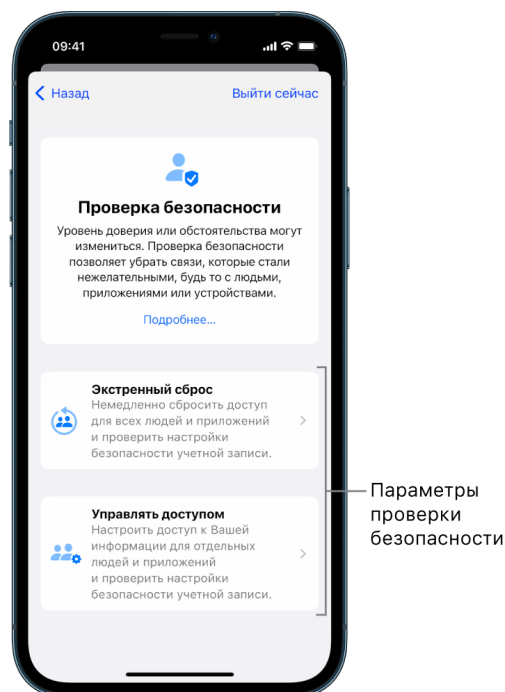 09:41
Назад
Выйти сейчас
Проверка безопасности
Уровень доверия или обстоятельства могут
измениться. Проверка безопасности
позволяет убрать связи, которые стали
нежелательными, будь то с людьми,
приложениями или устройствами.
Подробнее...
Экстренный сброс
Немедленно сбросить доступ
для всех людей и приложений
и проверить настройки
безопасности учетной записи.
Управлять доступом
Настроить доступ к Вашей
информации для отдельных
людей и приложений
и проверить настройки
безопасности учетной записи.
Параметры
проверки
безопасности